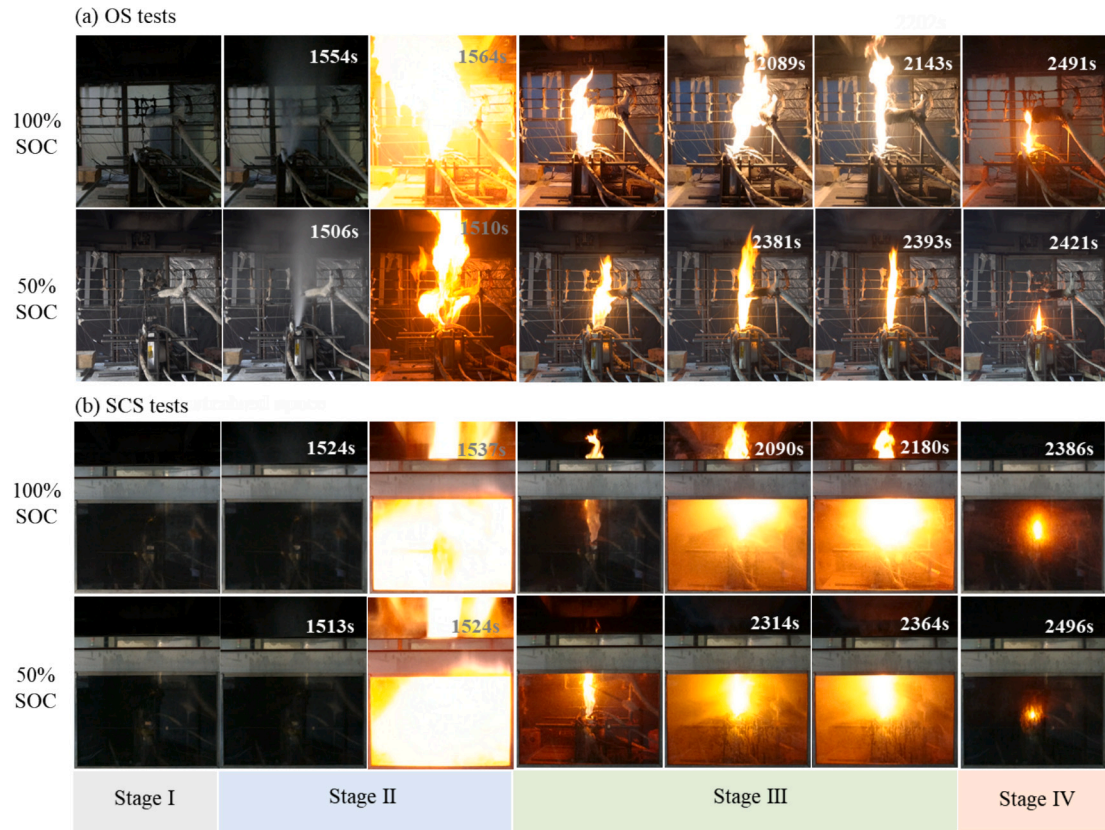 (a) OS tests
100% SOC
1554s 1564s 2089s 2143s 2491s
50% SOC
1506s 1510s 2381s 2393s 2421s
(b) SCS tests
100% SOC
1524s 1537s 2090s 2180s 2386s
50% SOC
1513s 1524s 2314s 2364s 2496s
Stage I Stage II Stage III Stage IV